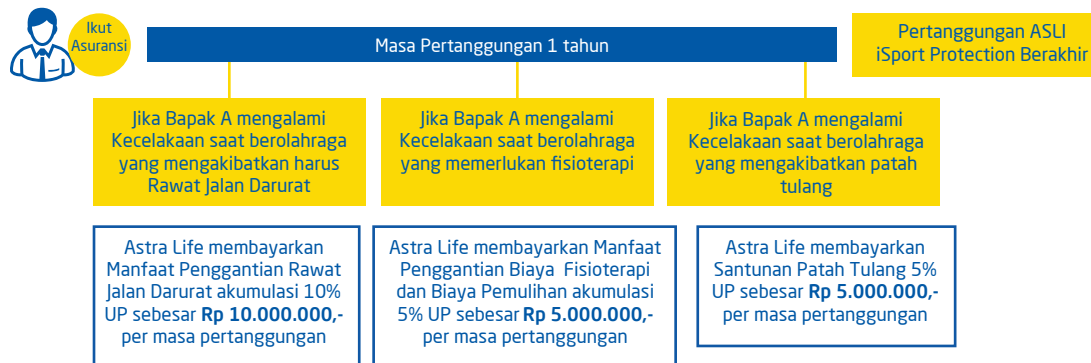 Ikut
Asuransi
Masa Pertanggungan 1 tahun
Pertanggungan ASLI
iSport Protection Berakhir
Jika Bapak A mengalami
Kecelakaan saat berolahraga
yang mengakibatkan harus
Rawat Jalan Darurat
Jika Bapak A mengalami
Kecelakaan saat berolahraga
yang memerlukan fisioterapi
Jika Bapak A mengalami
Kecelakaan saat berolahraga
yang mengakibatkan patah
tulang
Astra Life membayarkan
Manfaat Penggantian Rawat
Jalan Darurat akumulasi 10%
UP sebesar Rp 10.000.000,-
per masa pertanggungan
Astra Life membayarkan Manfaat
Penggantian Biaya Fisioterapi
dan Biaya Pemulihan akumulasi
5% UP sebesar Rp 5.000.000,-
per masa pertanggungan
Astra Life membayarkan
Santunan Patah Tulang 5%
UP sebesar Rp 5.000.000,-
per masa pertanggungan